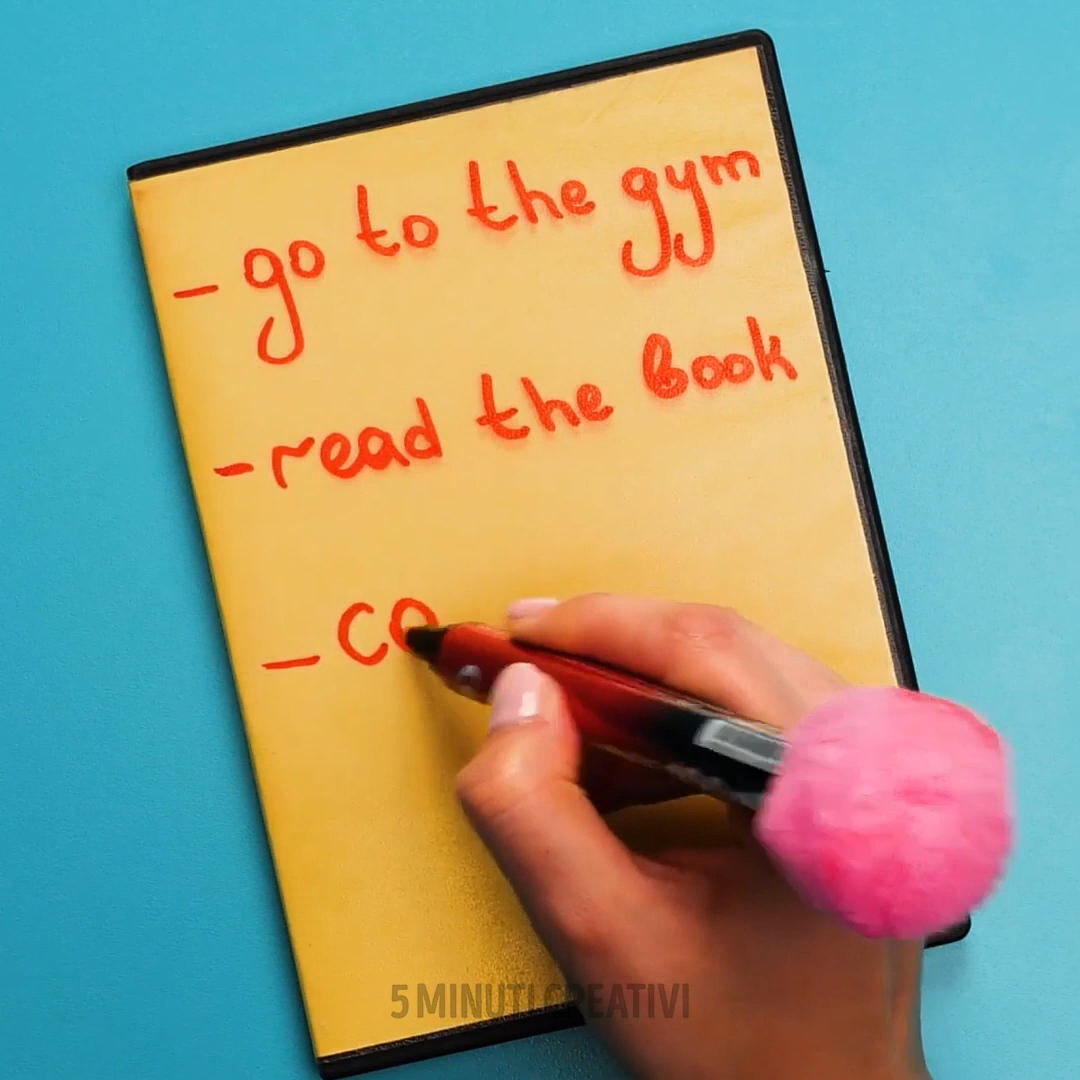 - go to the gym
- read the book
- co
5 MINUTI CREATIVI